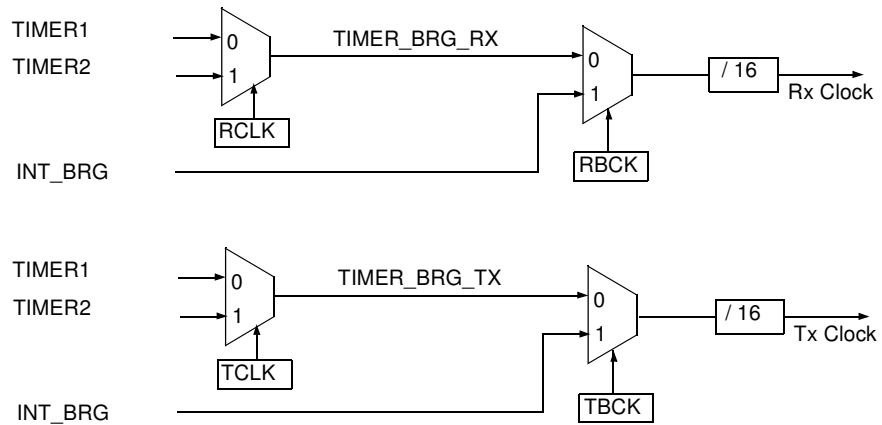 TIMER1
0
TIMER_BRG_RX
TIMER2
1
0
/ 16
1
Rx Clock
RCLK
INT_BRG
RBCK
TIMER1
0
TIMER_BRG_TX
TIMER2
1
0
/ 16
1
Tx Clock
TCLK
INT_BRG
TBCK